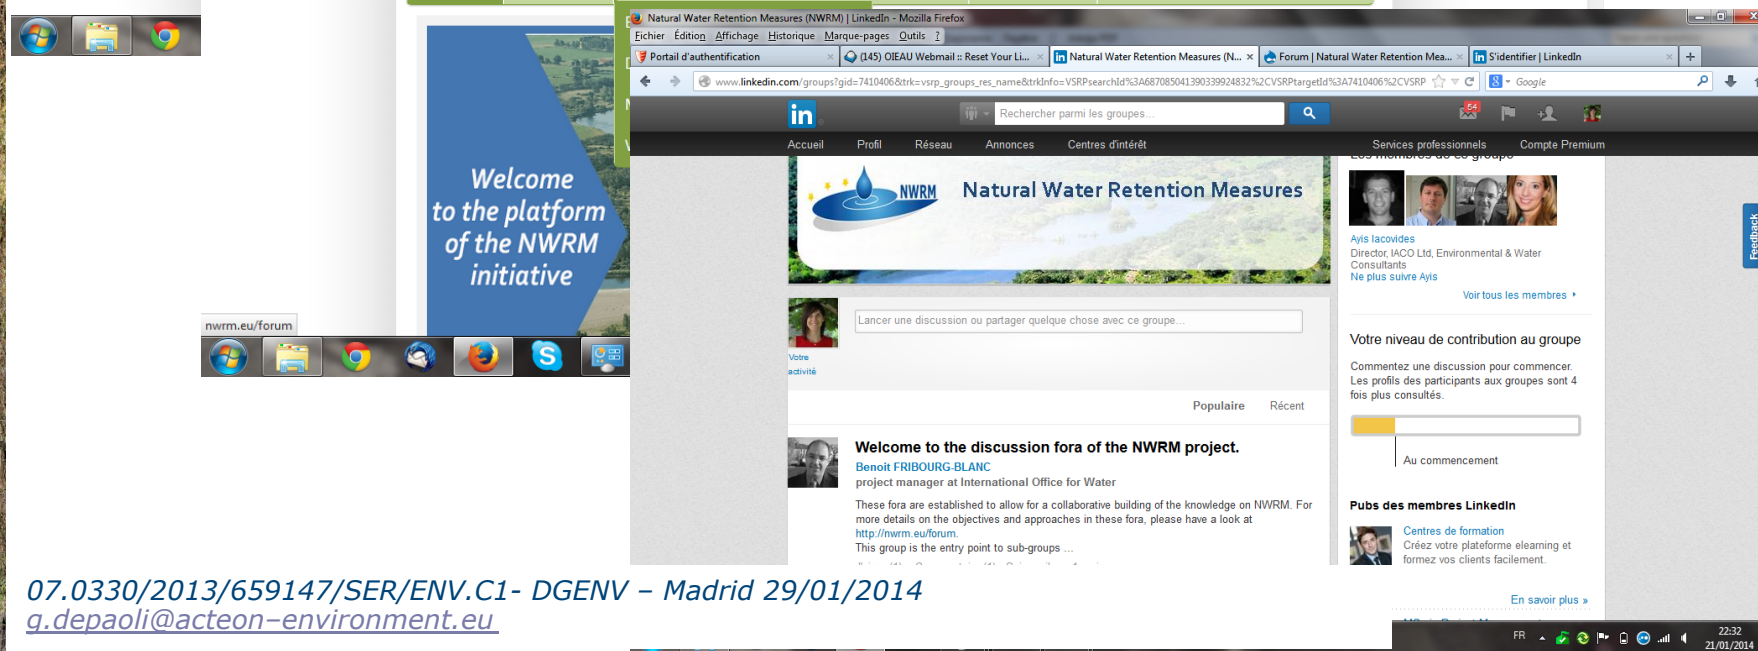 Natural Water Retention Measures (NWRM) | LinkedIn - Mozilla Firefox
Fichier Édition Affichage Historique Marque-pages Outils ?
Portail d'authentification
(145) OIEAU Webmail :: Reset Your Li...
Natural Water Retention Measures (N...
Forum | Natural Water Retention Mea...
S'identifier | LinkedIn
www.linkedin.com/groups?gid=7410406&trk=vsrp_groups_res_name&trkInfo=VSRPsearchId%3A687085041390339924832%2CVSRPtargetId%3A7410406%2CVSRP
Google
in
Rechercher parmi les groupes...
54
Accueil Profil Réseau Annonces Centres d'intérêt
Services professionnels Compte Premium
Les membres de ce groupe
NWRM
Natural Water Retention Measures
Welcome
to the platform
of the NWRM
initiative
Ayis Iacovides
Director, IACO Ltd, Environmental & Water
Consultants
Ne plus suivre Ayis
Voir tous les membres
Feedback
nwrm.eu/forum
Lancer une discussion ou partager quelque chose avec ce groupe...
Votre
activité
Votre niveau de contribution au groupe
Commentez une discussion pour commencer.
Les profils des participants aux groupes sont 4
fois plus consultés.
Au commencement
Populaire Récent
Welcome to the discussion fora of the NWRM project.
Benoit FRIBOURG-BLANC
project manager at International Office for Water
These fora are established to allow for a collaborative building of the knowledge on NWRM. For
more details on the objectives and approaches in these fora, please have a look at
http://nwrm.eu/forum.
This group is the entry point to sub-groups ...
Pubs des membres LinkedIn
Centres de formation
Créez votre plateforme elearning et
formez vos clients facilement.
En savoir plus »
07.0330/2013/659147/SER/ENV.C1- DGENV – Madrid 29/01/2014
g.depaoli@acteon–environment.eu
FR
22:32
21/01/2014